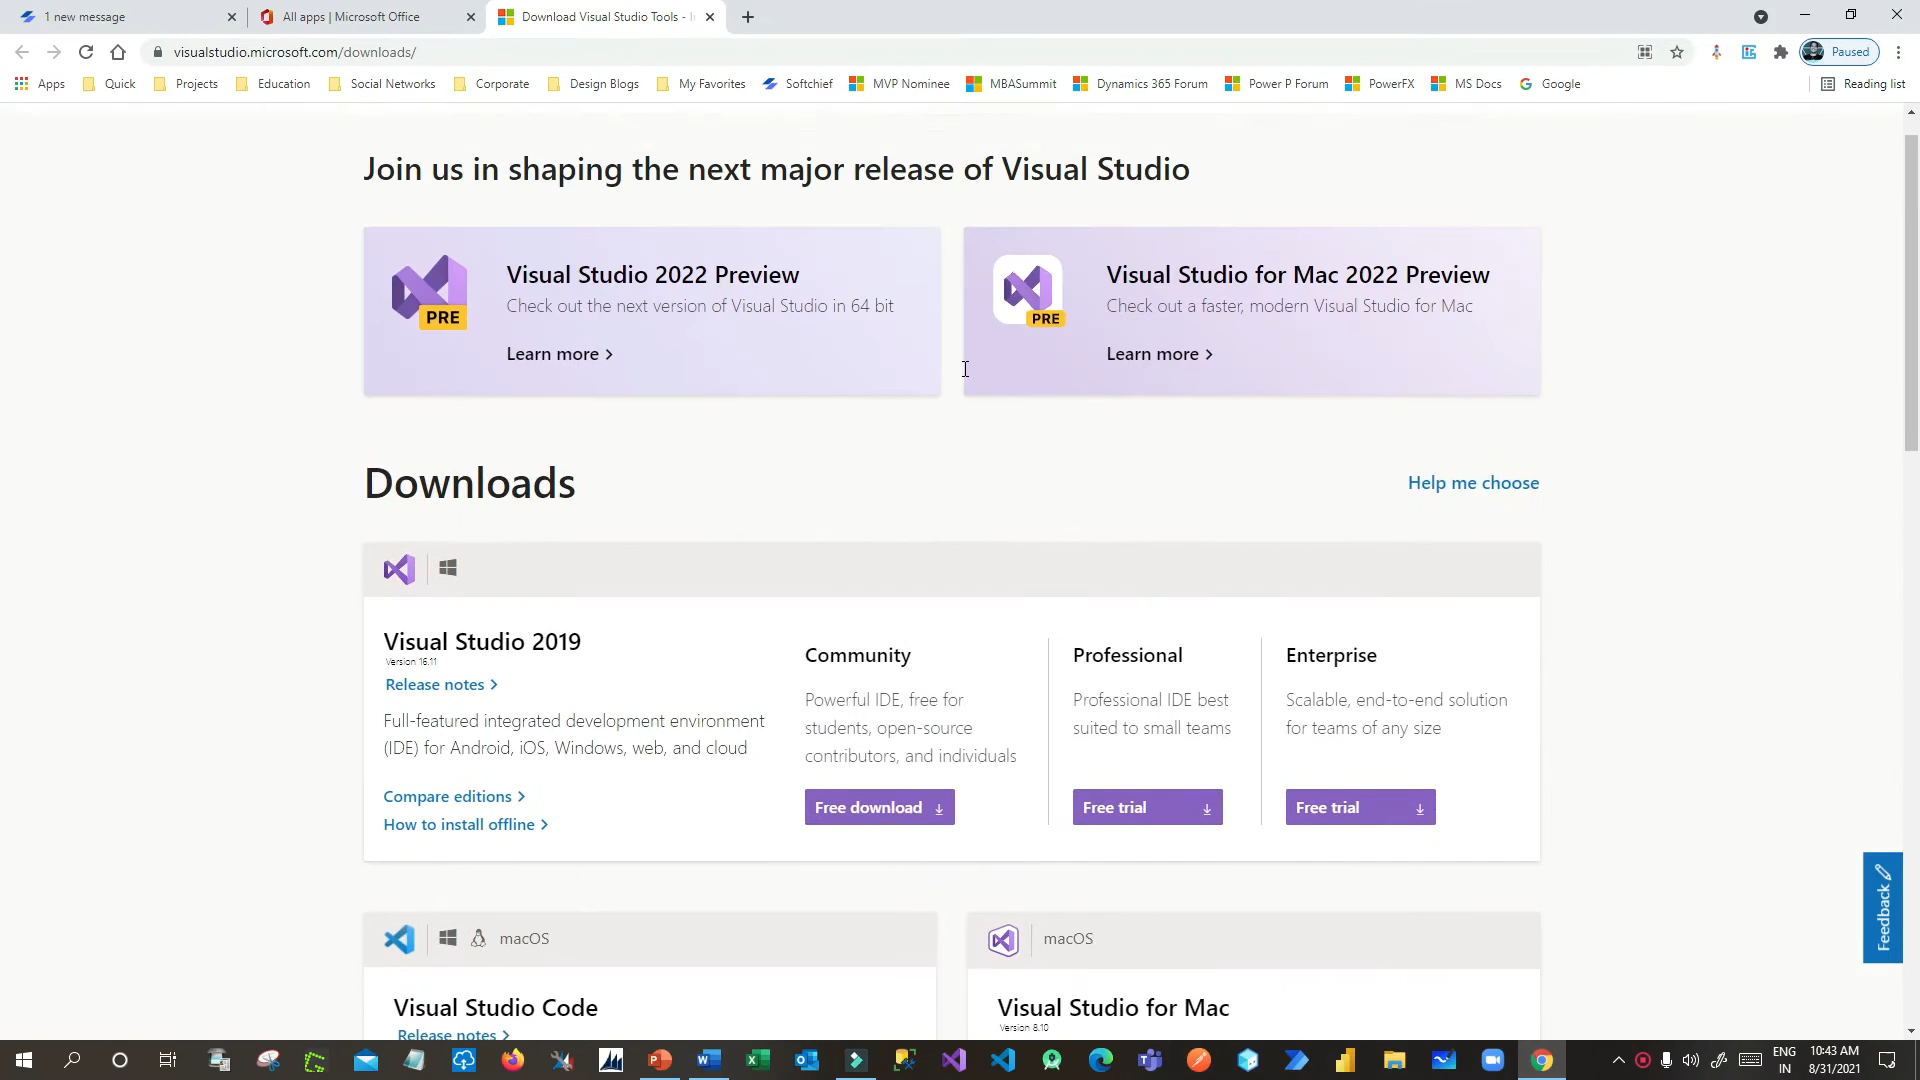 1 new message
All apps | Microsoft Office
Download Visual Studio Tools - I
visualstudio.microsoft.com/downloads/
Paused
Apps
Quick
Projects
Education
Social Networks
Corporate
Design Blogs
My Favorites
Softchief
MVP Nominee
MBASummit
Dynamics 365 Forum
Power P Forum
PowerFX
MS Docs
Google
Reading list
Join us in shaping the next major release of Visual Studio
PRE
Visual Studio 2022 Preview
Check out the next version of Visual Studio in 64 bit
Learn more >
PRE
Visual Studio for Mac 2022 Preview
Check out a faster, modern Visual Studio for Mac
Learn more >
Downloads
Help me choose
Visual Studio 2019
Version 16.11
Release notes >
Full-featured integrated development environment
(IDE) for Android, iOS, Windows, web, and cloud
Compare editions >
How to install offline >
Community
Powerful IDE, free for
students, open-source
contributors, and individuals
Free download
Professional
Professional IDE best
suited to small teams
Free trial
Enterprise
Scalable, end-to-end solution
for teams of any size
Free trial
Feedback
macOS
Visual Studio Code
Release notes >
macOS
Visual Studio for Mac
Version 8.10
ENG
IN
10:43 AM
8/31/2021